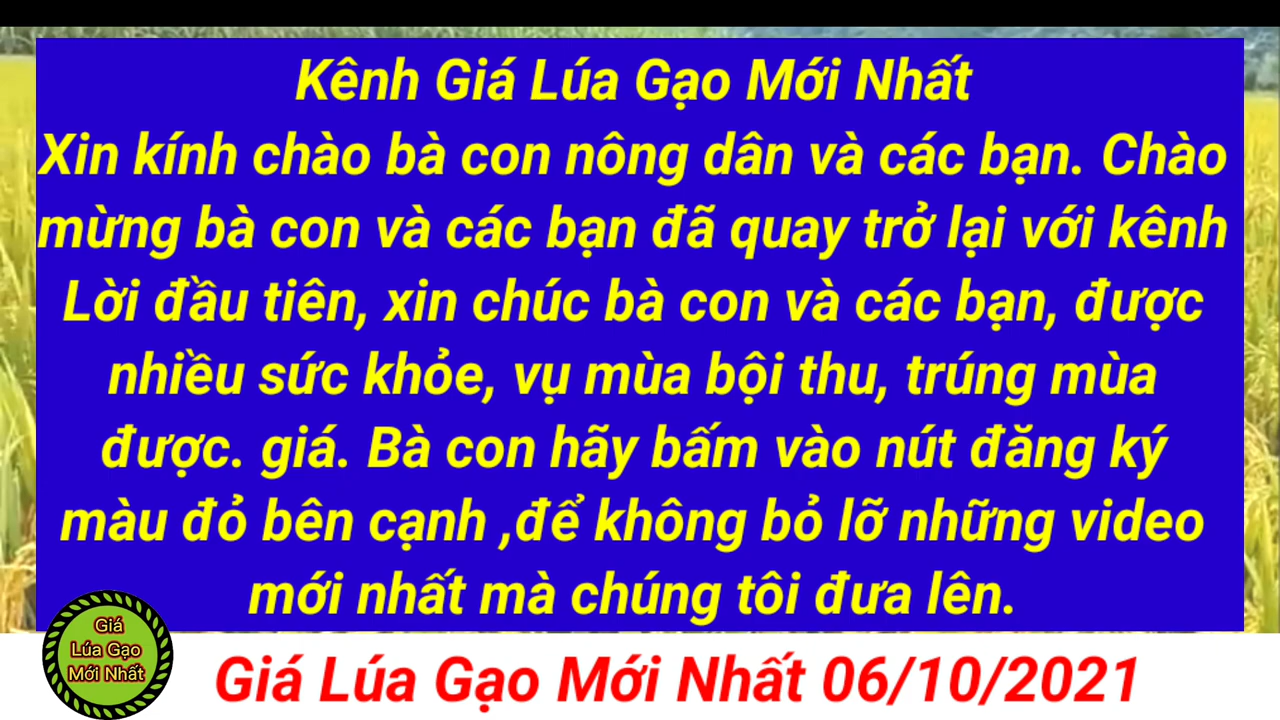 Kênh Giá Lúa Gạo Mới Nhất
Xin kính chào bà con nông dân và các bạn. Chào
mừng bà con và các bạn đã quay trở lại với kênh
Lời đầu tiên, xin chúc bà con và các bạn, được
nhiều sức khỏe, vụ mùa bội thu, trúng mùa
được. giá. Bà con hãy bấm vào nút đăng ký
màu đỏ bên cạnh ,để không bỏ lỡ những video
mới nhất mà chúng tôi đưa lên.
Giá
Lúa Gạo
Mới Nhất
Giá Lúa Gạo Mới Nhất 06/10/2021